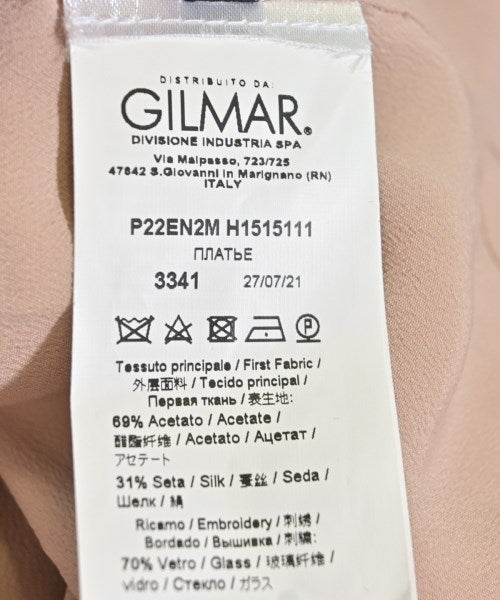 DISTRIBUITO DA:
GILMAR®
DIVISIONE INDUSTRIA SPA
Via Malpasso, 723/725
47842 S.Giovanni in Marignano (RN)
ITALY
P22EN2M H1515111
ПЛАТЬЕ
3341 27/07/21
P
Tessuto principale / First Fabric /
外层面料 / Tecido principal /
Первая ткань / 表生地:
69% Acetato / Acetate /
醋酯纤维 / Acetato / Ацетат /
アセテート
31% Seta / Silk / 蚕丝 / Seda /
Шелк / 絹
Ricamo / Embroidery / 刺绣 /
Bordado / Вышивка / 刺繍:
70% Vetro / Glass / 玻璃纤维 /
vidro / Стекло / ガラス